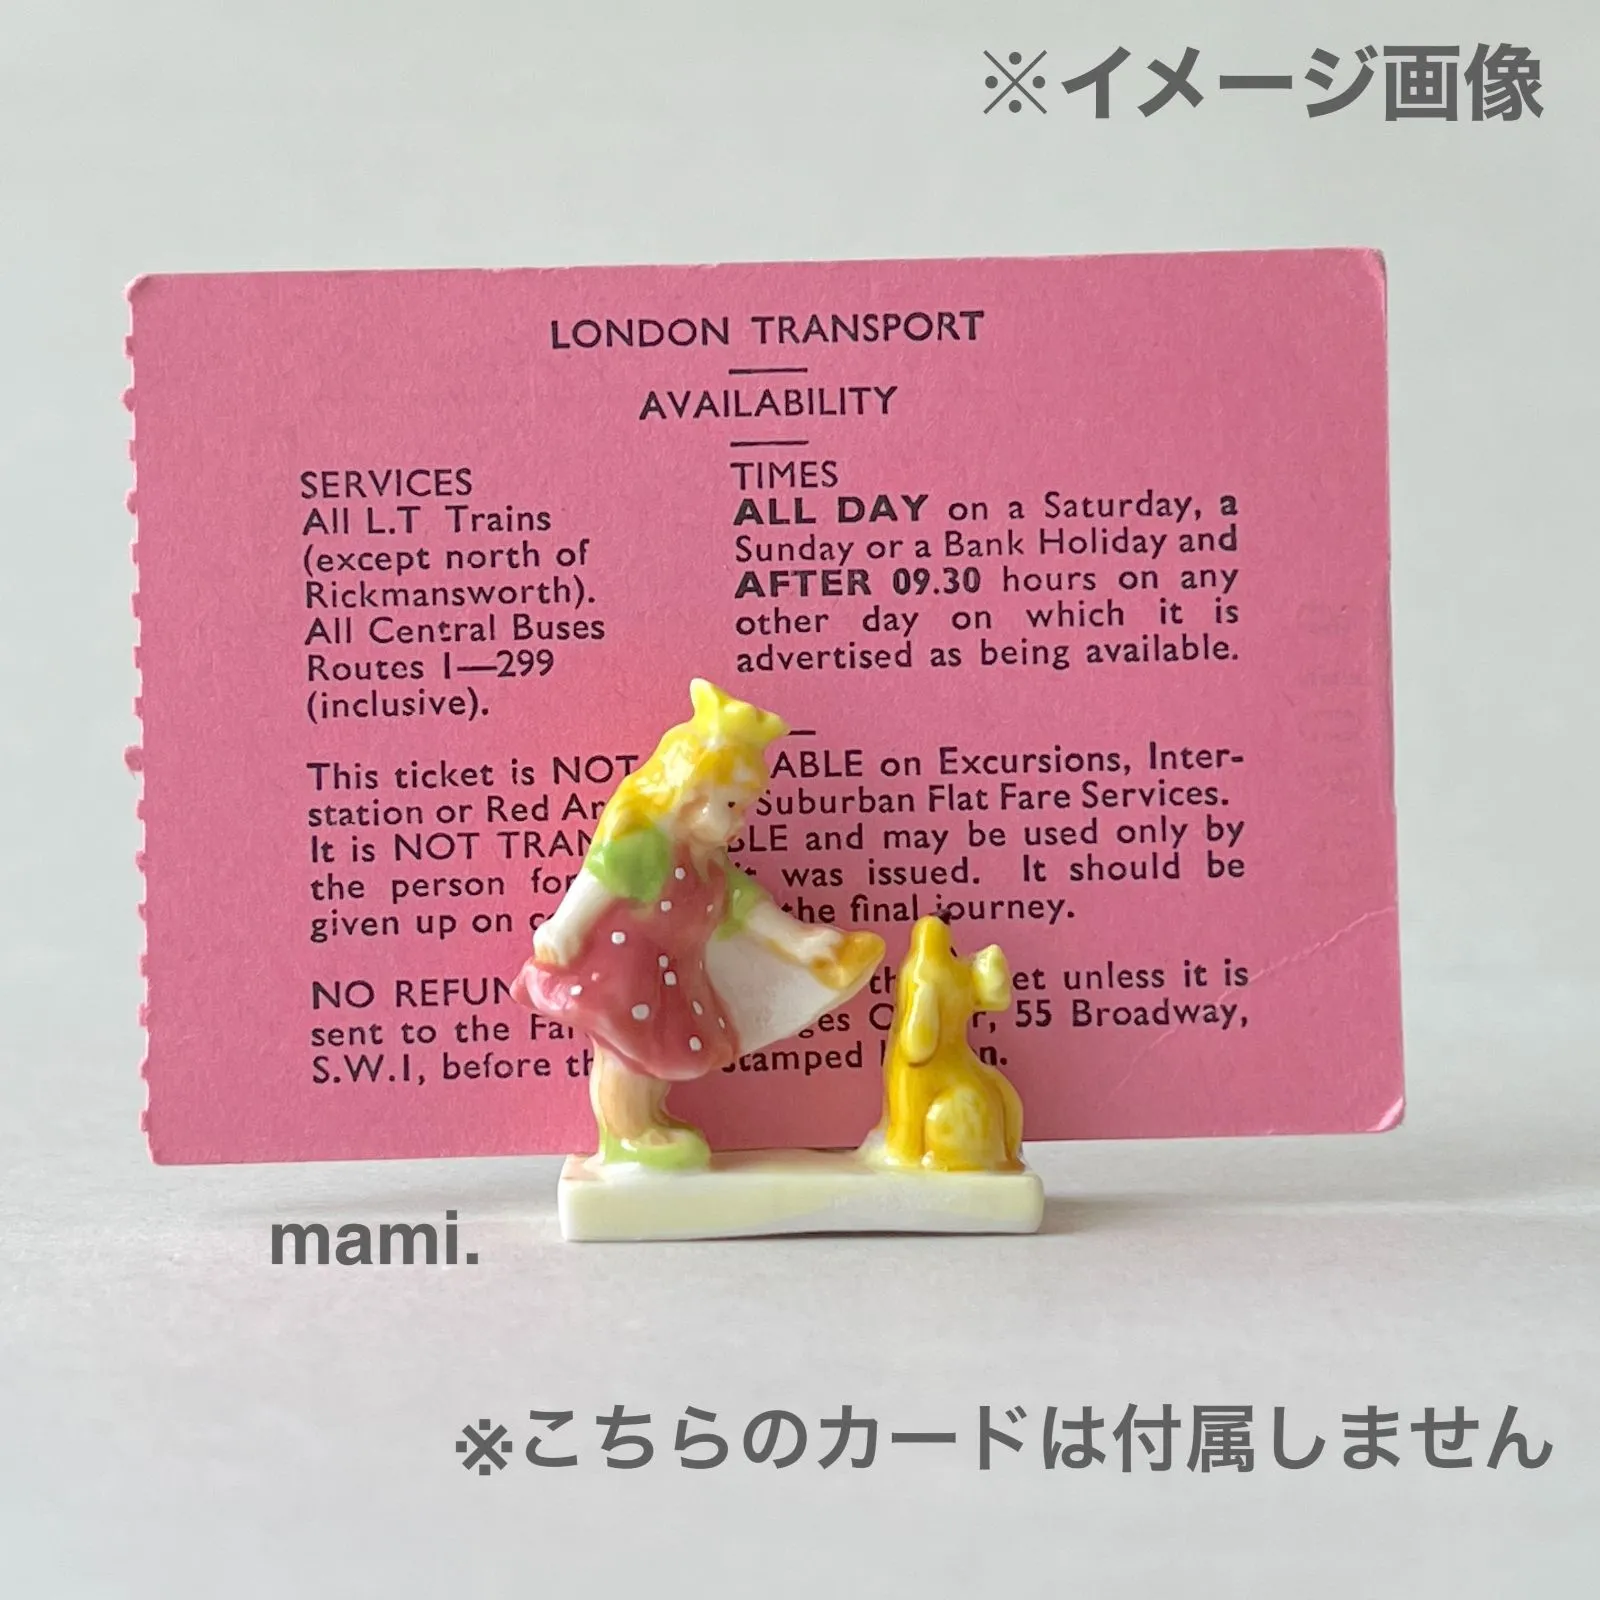 ※イメージ画像
LONDON TRANSPORT
AVAILABILITY
SERVICES
All L.T Trains
(except north of
Rickmansworth).
All Central Buses
Routes 1—299
(inclusive).
TIMES
ALL DAY on a Saturday, a
Sunday or a Bank Holiday and
AFTER 09.30 hours on any
other day on which it is
advertised as being available.
This ticket is NOT ABLE on Excursions, Inter-
station or Red Suburban Flat Fare Services.
It is NOT and may be used only by
the person was issued. It should be
given up on the final journey.
NO unless it is
sent to the 55 Broadway,
S.W.1, before stamped
mami.
※こちらのカードは付属しません